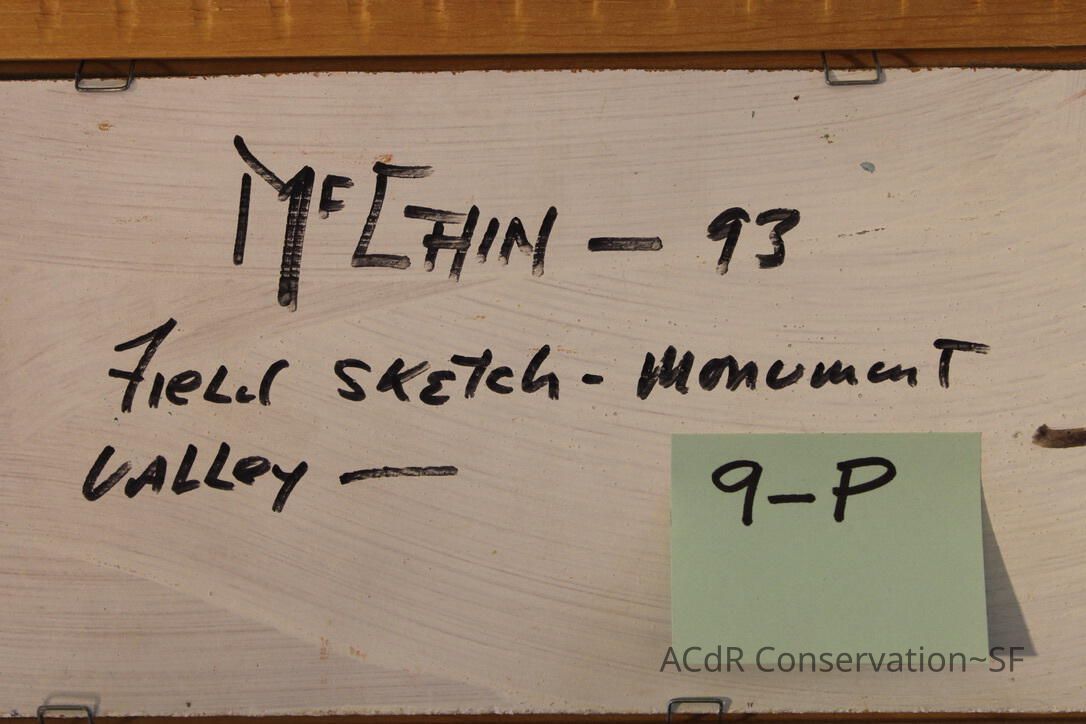 McCHIN — 93
FIELD SKETCH - MONUMENT
VALLEY —
9-P
ACdR Conservation~SF